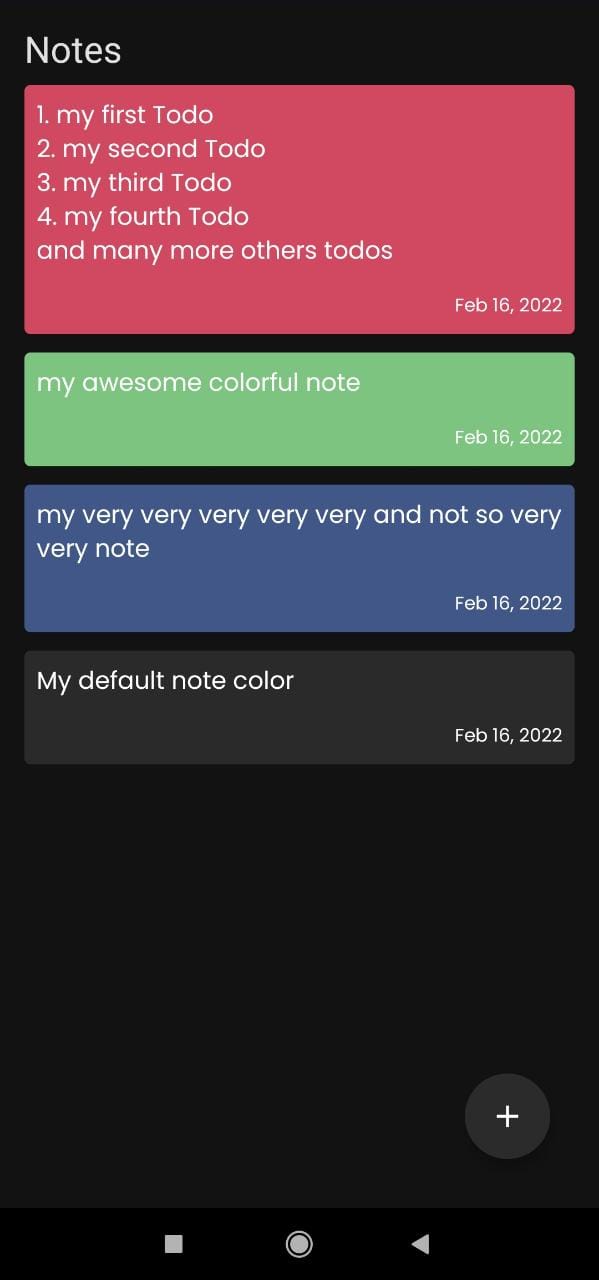 Notes
1. my first Todo
2. my second Todo
3. my third Todo
4. my fourth Todo
and many more others todos
Feb 16, 2022
my awesome colorful note
Feb 16, 2022
my very very very very very and not so very
very note
Feb 16, 2022
My default note color
Feb 16, 2022
+